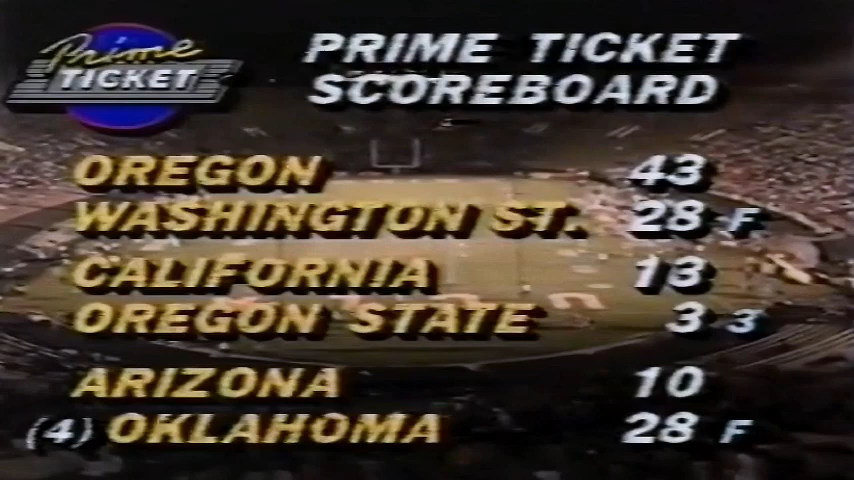 Prime
TICKET
PRIME TICKET
SCOREBOARD
OREGON 43
WASHINGTON ST. 28 F
CALIFORNIA 13
OREGON STATE 3 3
ARIZONA 10
(4) OKLAHOMA 28 F